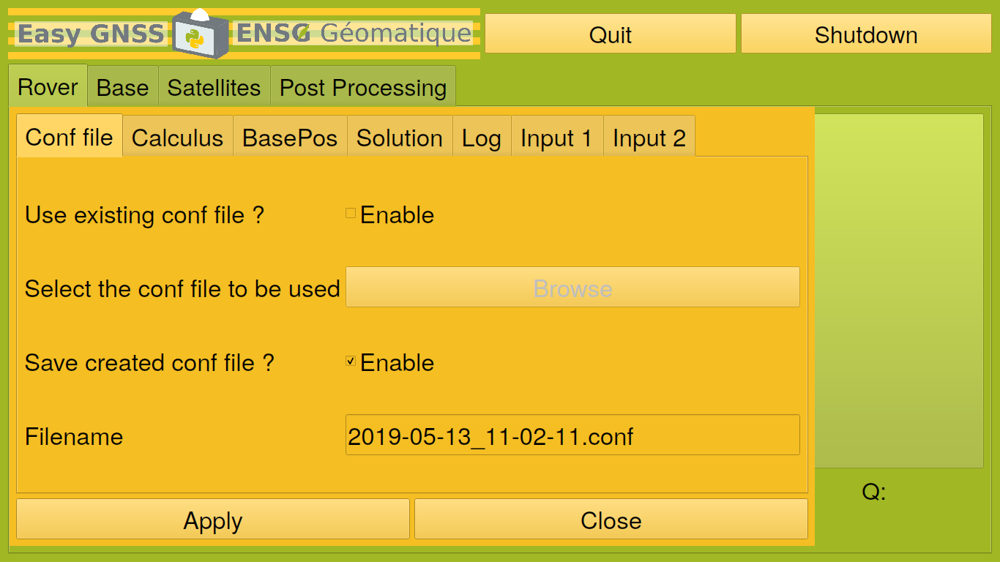 Easy GNSS ENSG Géomatique
Quit
Shutdown
Rover Base Satellites Post Processing
Conf file Calculus BasePos Solution Log Input 1 Input 2
Use existing conf file ? Enable
Select the conf file to be used Browse
Save created conf file ? Enable
Filename 2019-05-13_11-02-11.conf
Q:
Apply Close